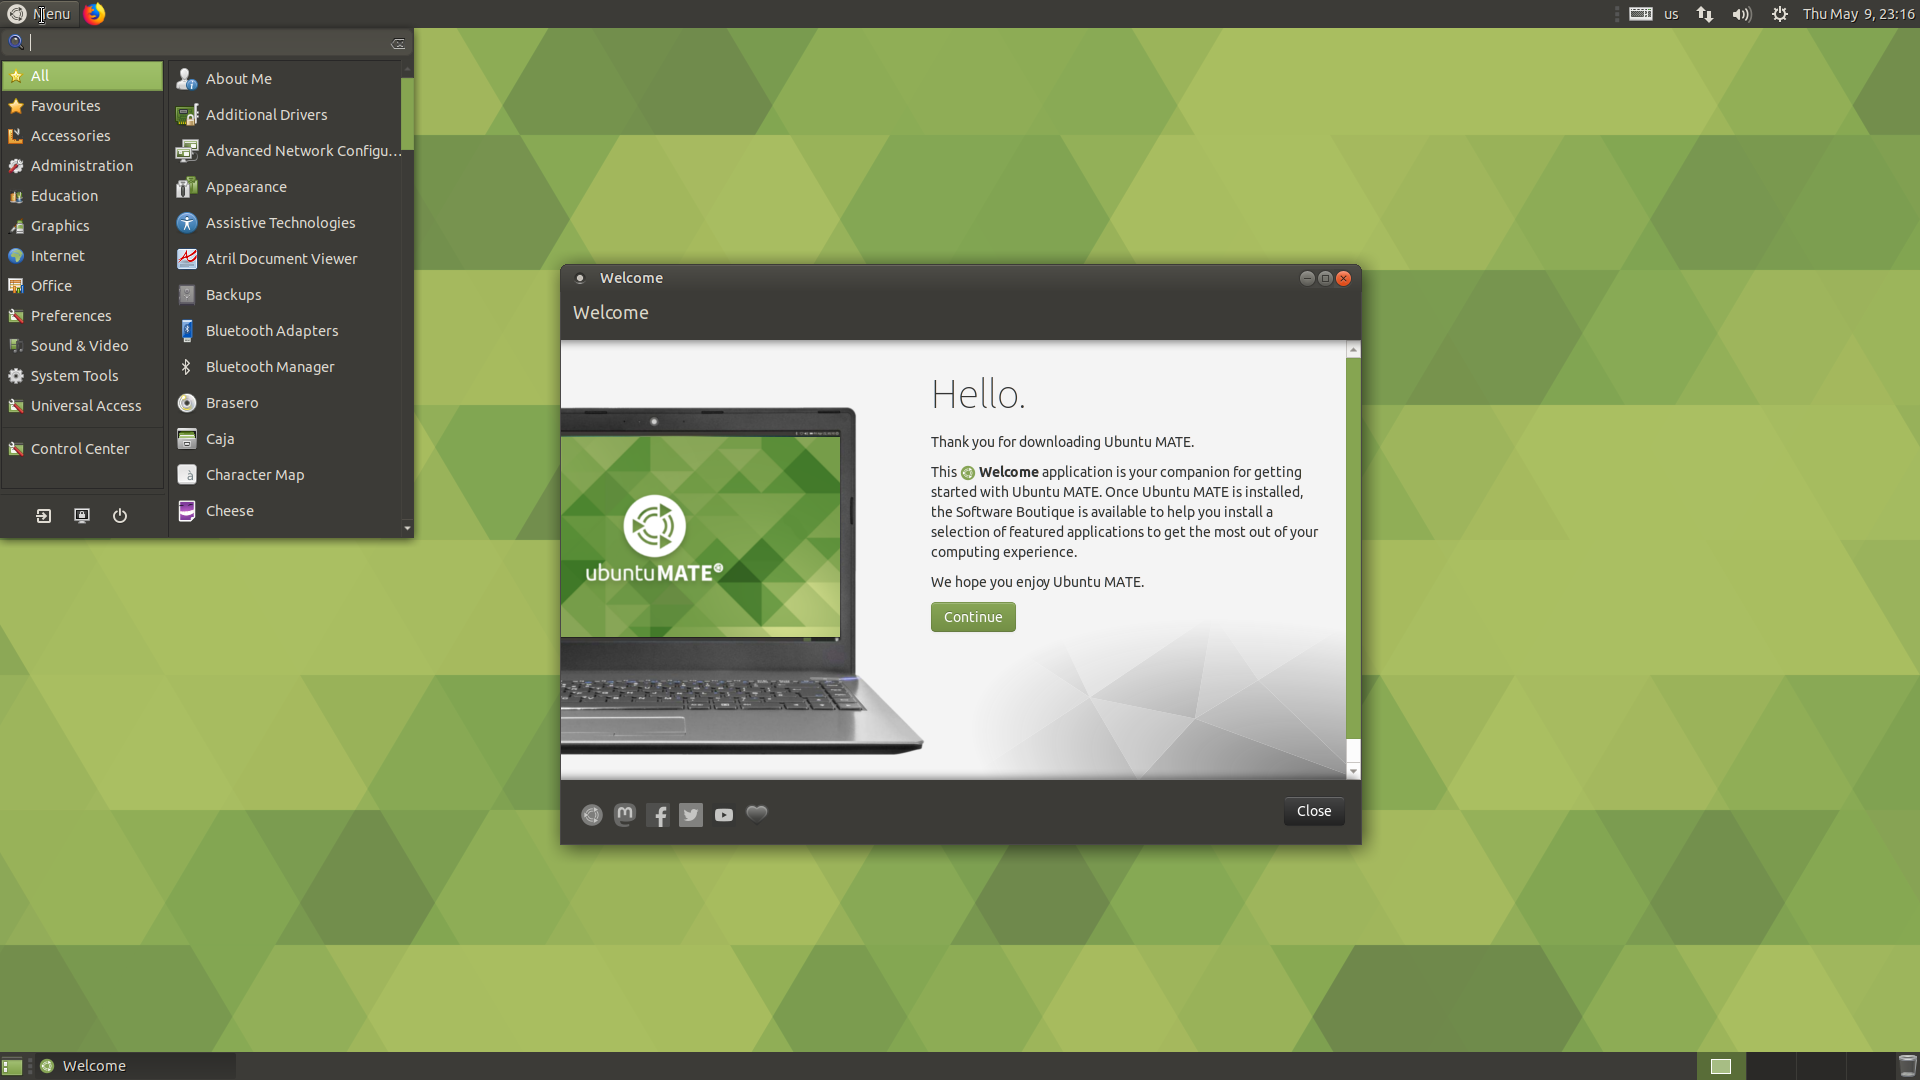 Menu
us
Thu May 9, 23:16
All
Favourites
Accessories
Administration
Education
Graphics
Internet
Office
Preferences
Sound & Video
System Tools
Universal Access
Control Center
About Me
Additional Drivers
Advanced Network Configu...
Appearance
Assistive Technologies
Atril Document Viewer
Backups
Bluetooth Adapters
Bluetooth Manager
Brasero
Caja
Character Map
Cheese
Welcome
Welcome
ubuntu MATE
Hello.
Thank you for downloading Ubuntu MATE.
This Welcome application is your companion for getting
started with Ubuntu MATE. Once Ubuntu MATE is installed,
the Software Boutique is available to help you install a
selection of featured applications to get the most out of your
computing experience.
We hope you enjoy Ubuntu MATE.
Continue
Close
Welcome